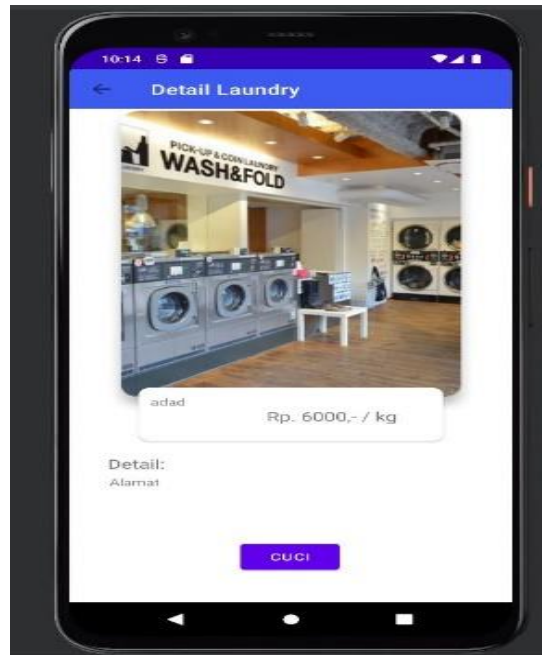 10:14
Detail Laundry
PICK-UP & COIN LAUNDRY
WASH&FOLD
adad
Rp. 6000,- / kg
Detail:
Alamat
CUCI